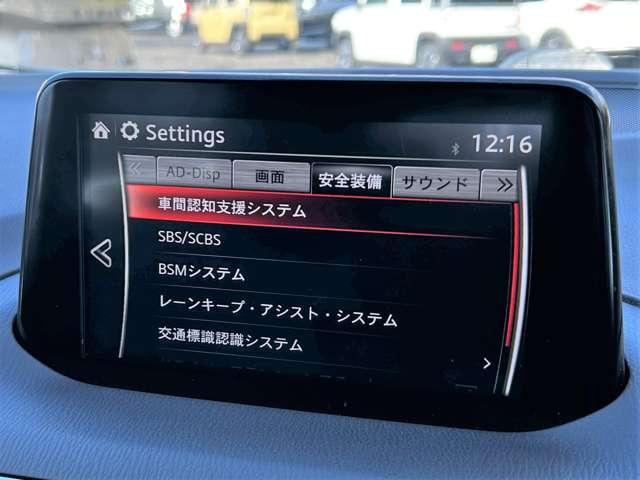 Settings 12:16
AD-Disp 画面 安全装備 サウンド
車間認知支援システム
SBS/SCBS
BSMシステム
レーンキープ・アシスト・システム
交通標識認識システム